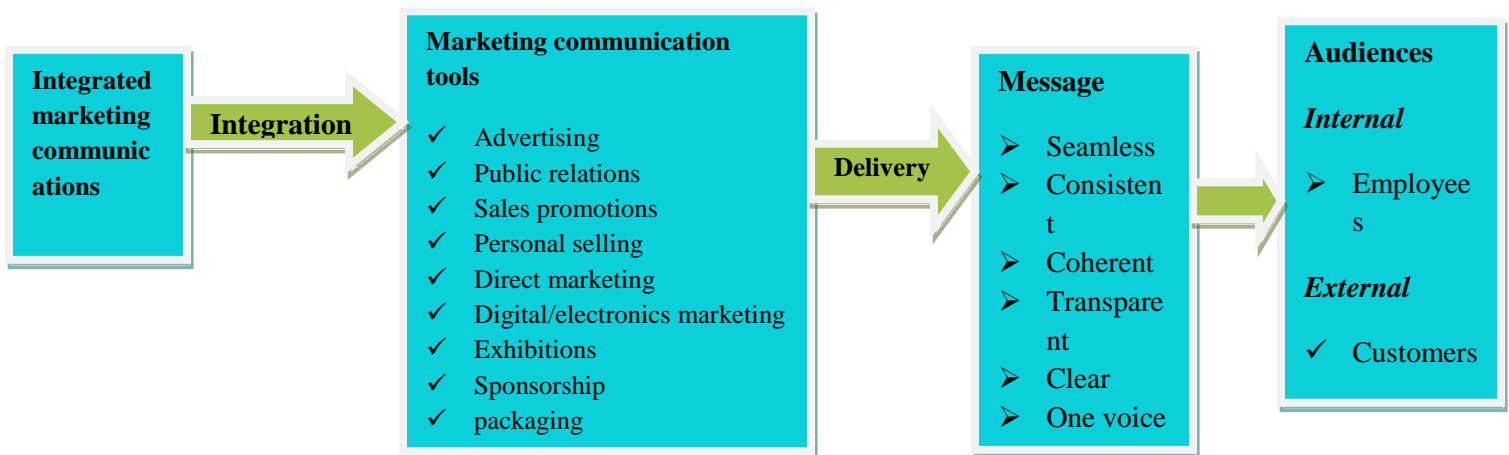 Integrated
marketing
communic
ations
Integration
Marketing communication
tools
✓ Advertising
✓ Public relations
✓ Sales promotions
✓ Personal selling
✓ Direct marketing
✓ Digital/electronics marketing
✓ Exhibitions
✓ Sponsorship
✓ packaging
Delivery
Message
➢ Seamless
➢ Consisten
t
➢ Coherent
➢ Transpare
nt
➢ Clear
➢ One voice
Audiences
Internal
➢ Employee
s
External
✓ Customers